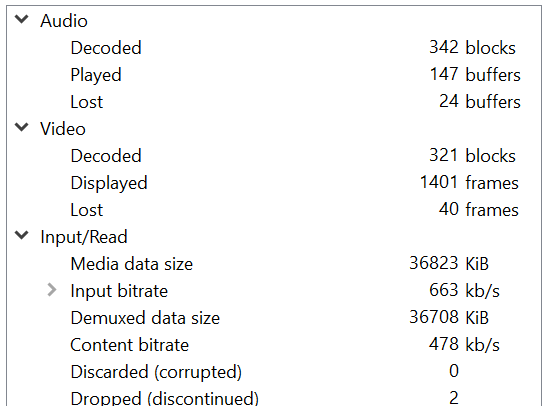 Audio
Decoded 342 blocks
Played 147 buffers
Lost 24 buffers
Video
Decoded 321 blocks
Displayed 1401 frames
Lost 40 frames
Input/Read
Media data size 36823 KiB
Input bitrate 663 kb/s
Demuxed data size 36708 KiB
Content bitrate 478 kb/s
Discarded (corrupted) 0
Dropped (discontinued) 2